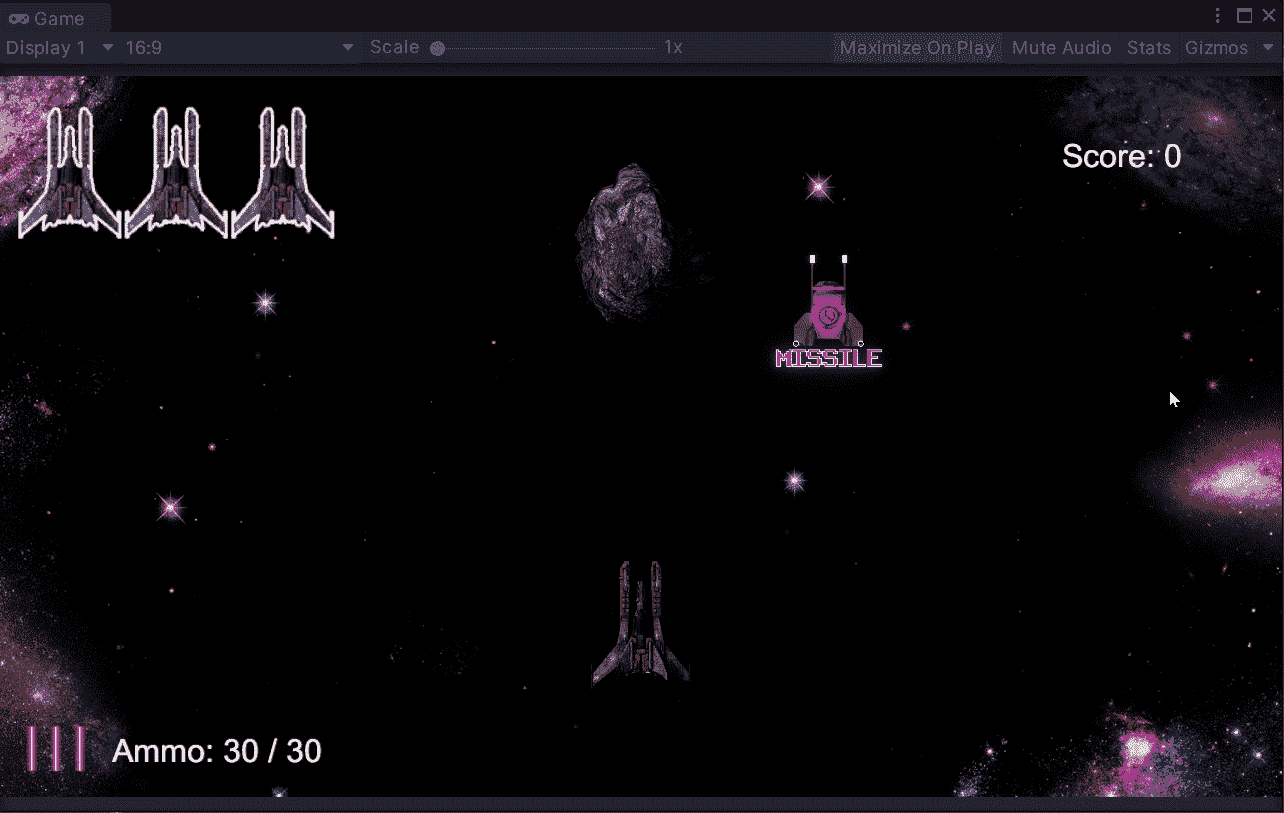 Game
Display 1 16:9 Scale 1x Maximize On Play Mute Audio Stats Gizmos
Score: 0
MISSILE
Ammo: 30 / 30